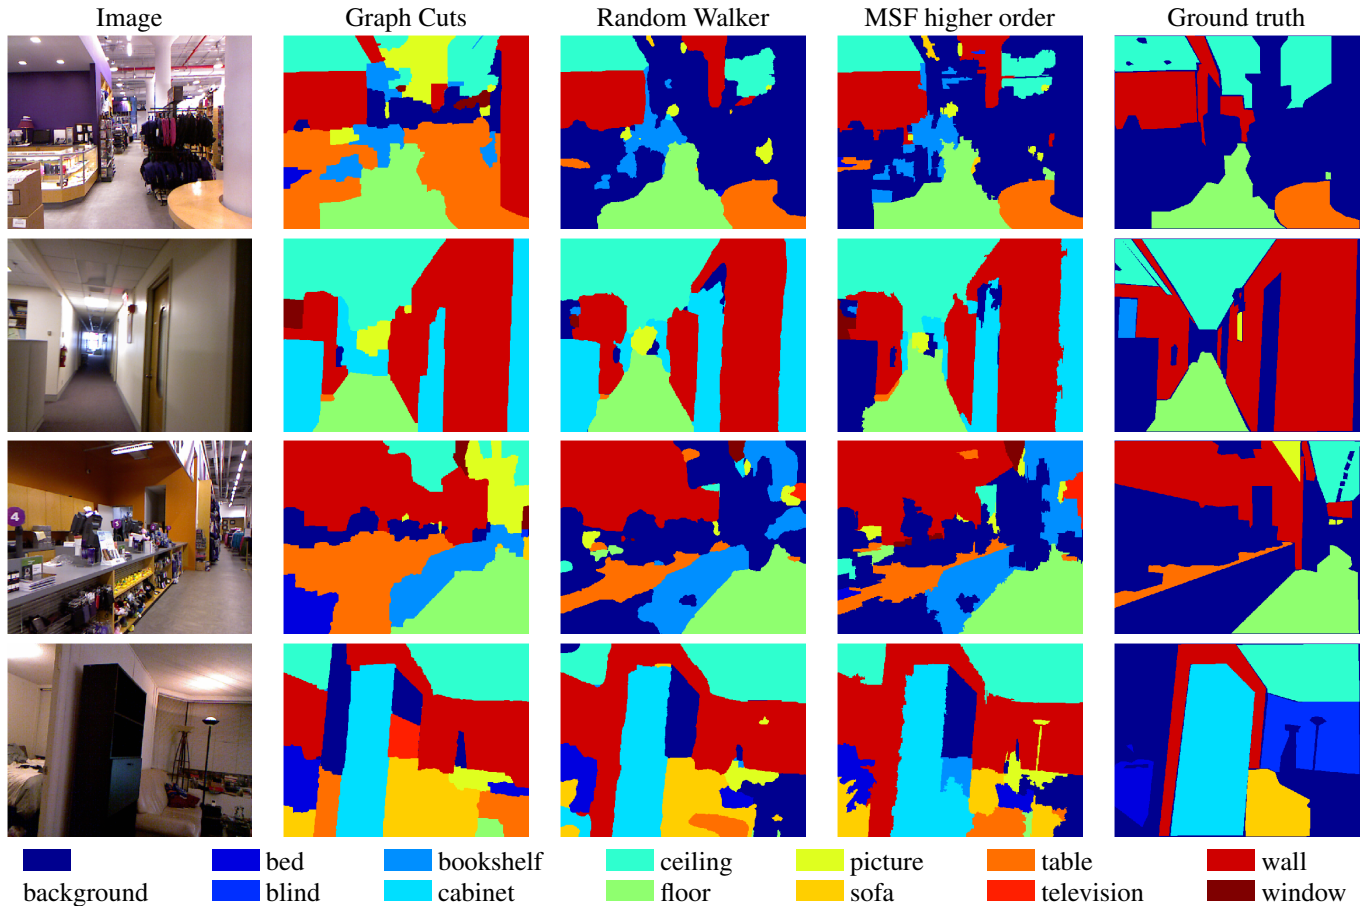 Image Graph Cuts Random Walker MSF higher order Ground truth
4
bed bookshelf ceiling picture table wall
background blind cabinet floor sofa television window